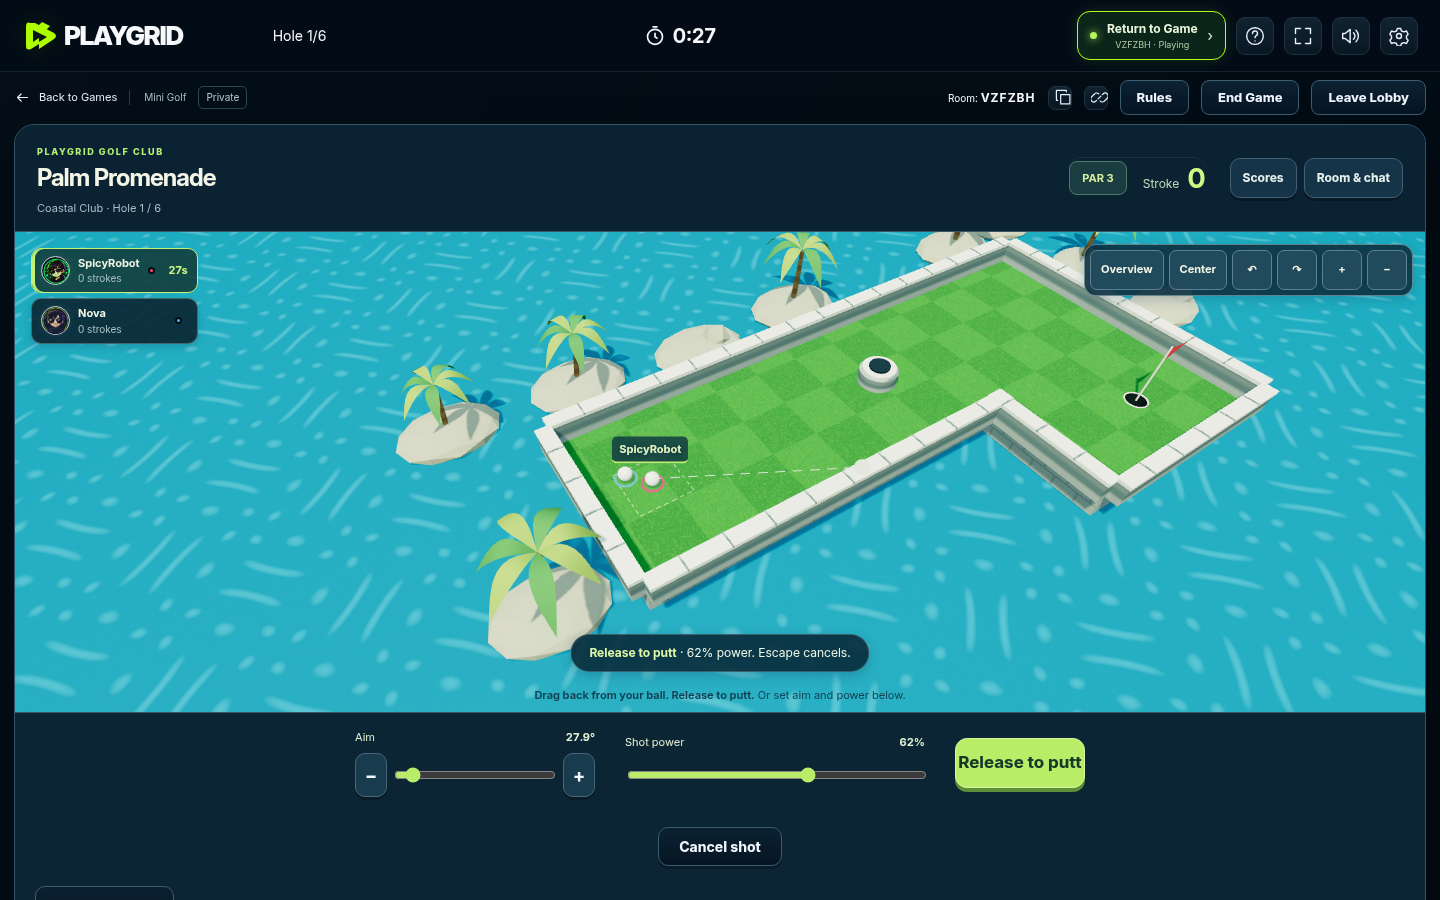 PLAYGRID
Hole 1/6
0:27
Return to Game
VZFZBH · Playing
Back to Games
Mini Golf
Private
Room: VZFZBH
Rules
End Game
Leave Lobby
PLAYGRID GOLF CLUB
Palm Promenade
Coastal Club · Hole 1 / 6
PAR 3
Stroke 0
Scores
Room & chat
SpicyRobot
0 strokes
27s
Nova
0 strokes
Overview
Center
↶
↷
+
−
SpicyRobot
Release to putt · 62% power. Escape cancels.
Drag back from your ball. Release to putt. Or set aim and power below.
Aim
27.9°
−
+
Shot power
62%
Release to putt
Cancel shot